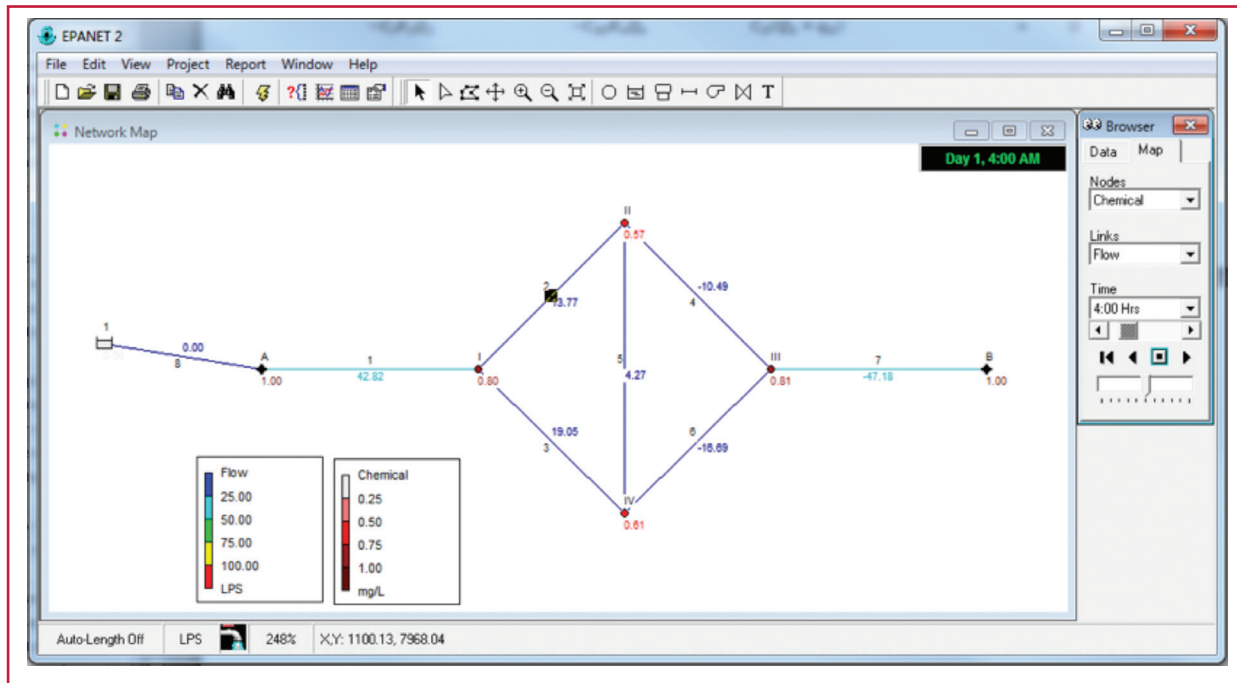 EPANET 2
File Edit View Project Report Window Help
T
Network Map
Day 1, 4:00 AM
Browser
Data Map
Nodes
Chemical
Links
Flow
Time
4:00 Hrs
II
0.57
2
13.77
-10.49
4
1
0.00
8
A
1.00
1
42.82
I
0.80
5
4.27
III
0.81
7
-47.18
B
1.00
19.05
3
6
-16.69
IV
0.61
Flow
25.00
50.00
75.00
100.00
LPS
Chemical
0.25
0.50
0.75
1.00
mg/L
Auto-Length Off LPS 248% X,Y: 1100.13, 7968.04